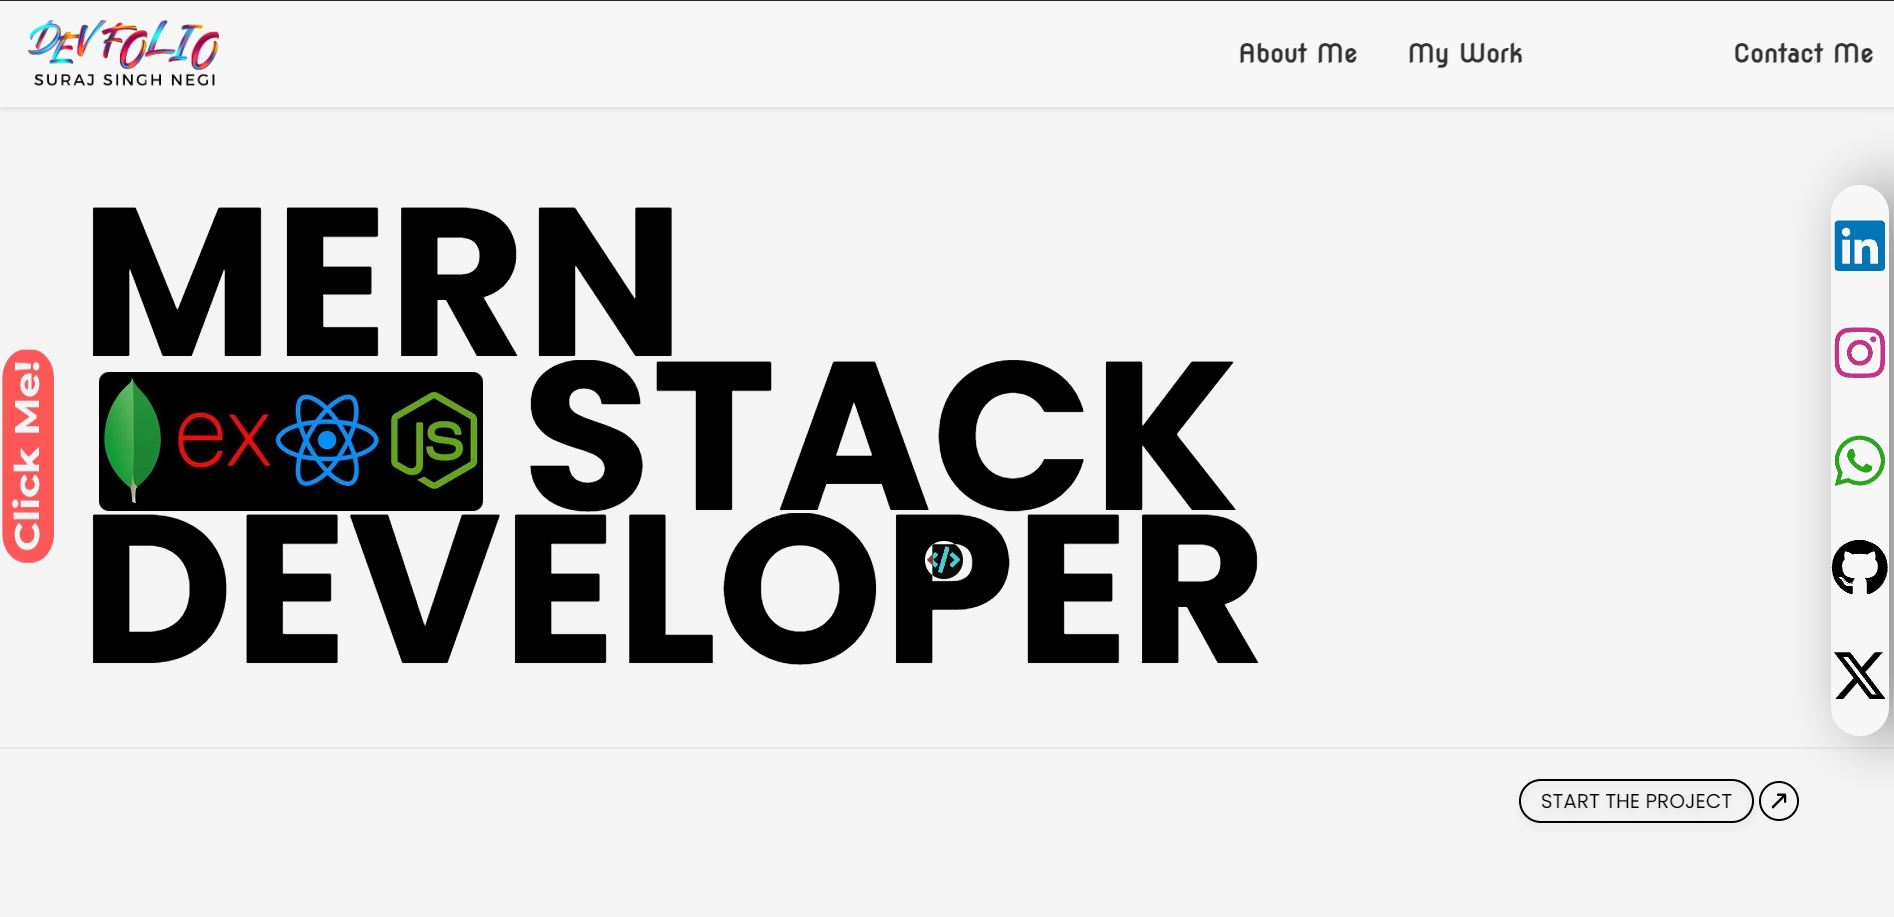 DEVFOLIO
SURAJ SINGH NEGI
About Me My Work Contact Me
MERN
ex JS STACK
DEVELOPER
</>
Click Me!
in
START THE PROJECT